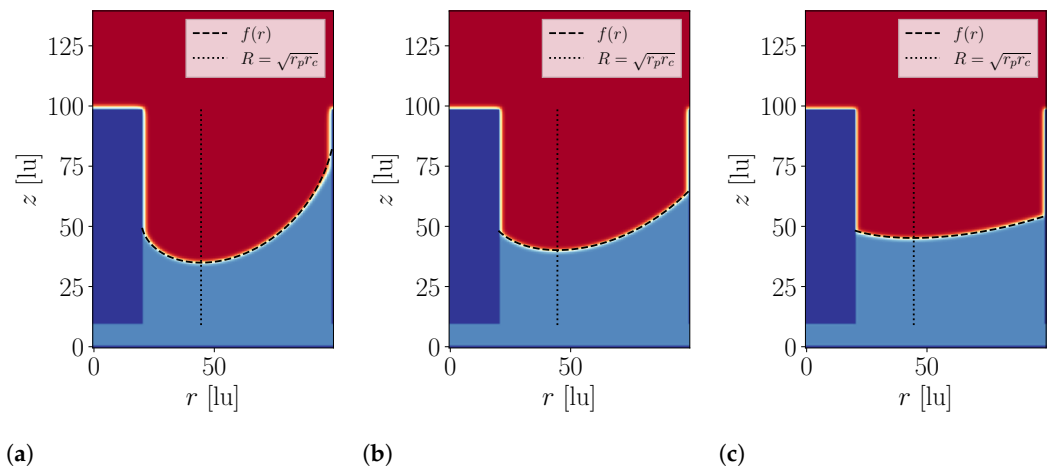 125
100
75
50
25
0
z [lu]
0
50
r [lu]
f(r)
R = √r_p r_c
(a)
125
100
75
50
25
0
z [lu]
0
50
r [lu]
f(r)
R = √r_p r_c
(b)
125
100
75
50
25
0
z [lu]
0
50
r [lu]
f(r)
R = √r_p r_c
(c)